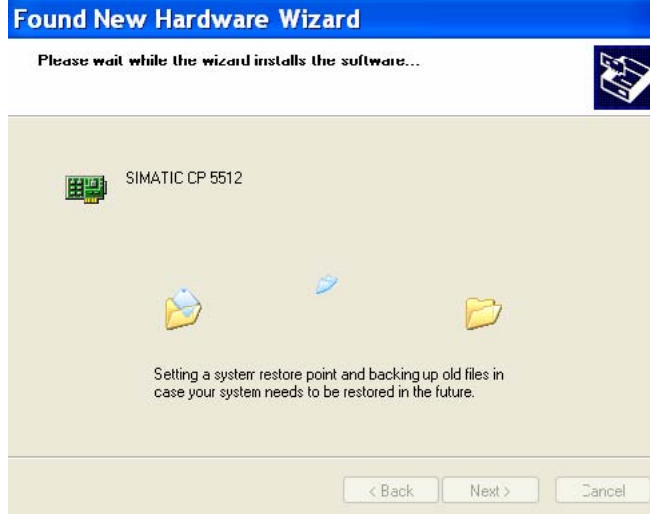 Found New Hardware Wizard
Please wait while the wizard installs the software...
SIMATIC CP 5512
Setting a system restore point and backing up old files in
case your system needs to be restored in the future.
< Back
Next >
Cancel